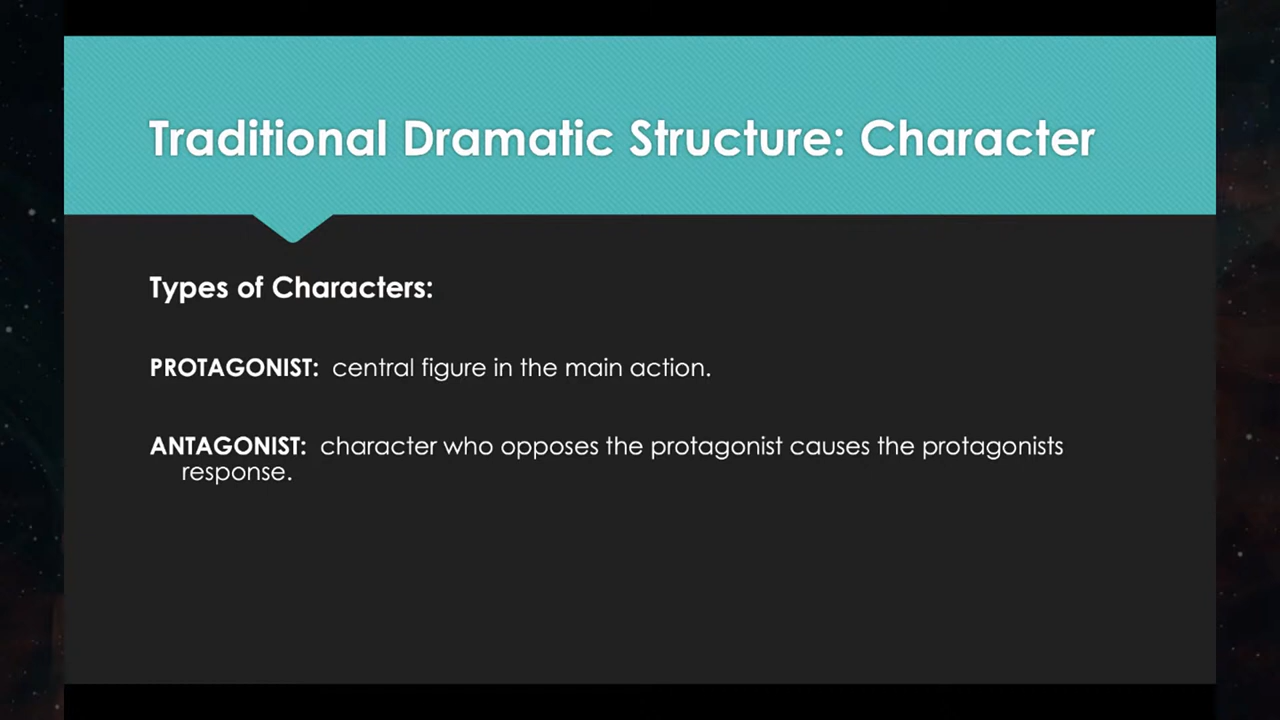 Traditional Dramatic Structure: Character
Types of Characters:
PROTAGONIST: central figure in the main action.
ANTAGONIST: character who opposes the protagonist causes the protagonists
response.